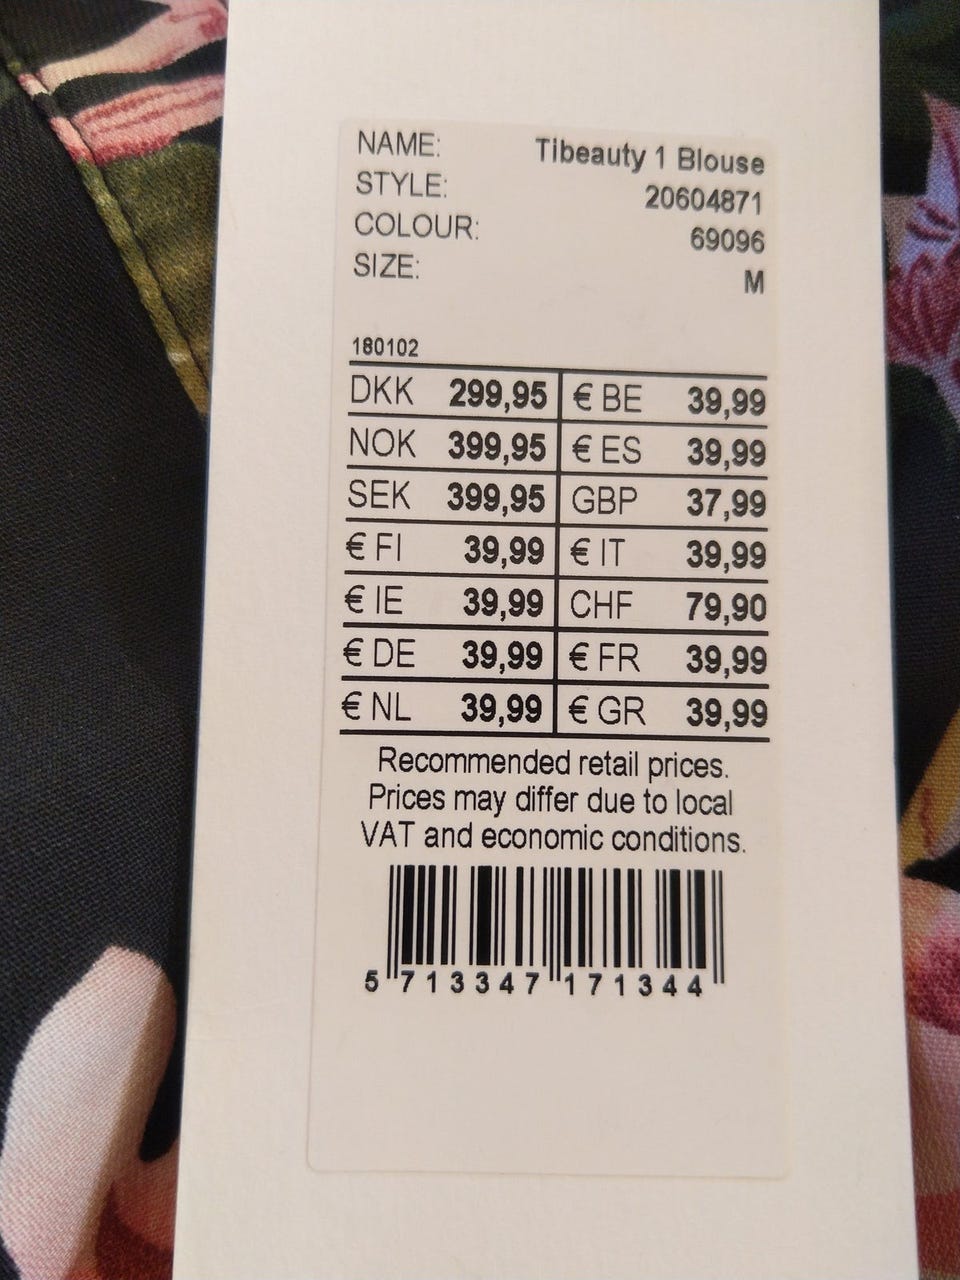 NAME: Tibeauty 1 Blouse
STYLE: 20604871
COLOUR: 69096
SIZE: M
180102
DKK 299,95 € BE 39,99
NOK 399,95 € ES 39,99
SEK 399,95 GBP 37,99
€ FI 39,99 € IT 39,99
€ IE 39,99 CHF 79,90
€ DE 39,99 € FR 39,99
€ NL 39,99 € GR 39,99
Recommended retail prices.
Prices may differ due to local
VAT and economic conditions.
5 713347 171344